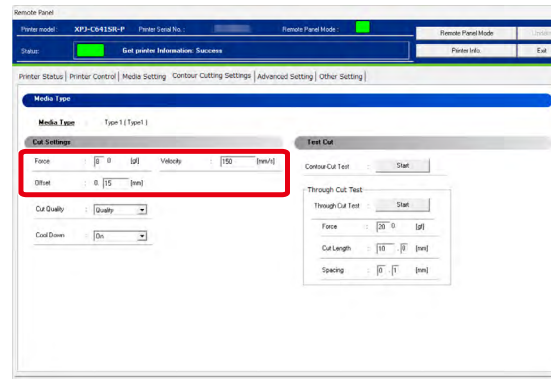 Remote Panel
Printer model : XPJ-C641SR-P Printer Serial No. : Remote Panel Mode : Remote Panel Mode
Status: Get printer Information: Success Printer Info. Exit
Printer Status Printer Control Media Setting Contour Cutting Settings Advanced Setting Other Setting
Media Type
Media Type : Type 1 ( Type1 )
Cut Settings Test Cut
Force : 8 0 [gf] Velocity : 150 [mm/s] Contour-Cut Test : Start
Offset : 0. 15 [mm] Through Cut Test
Cut Quality : Quality Through Cut Test : Start
Cool Down : On Force : 20 0 [gf]
Cut Length : 10 . 0 [mm]
Spacing : 0 . 1 [mm]